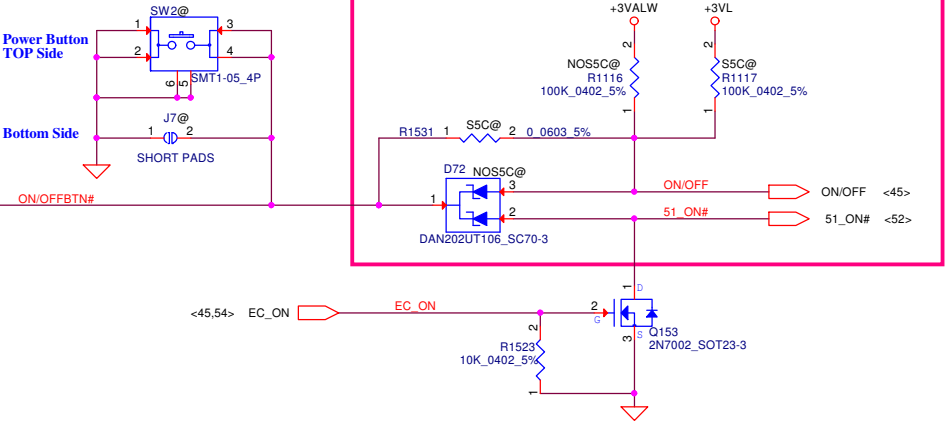 SW2@
1
3
Power Button
TOP Side
2
4
SMT1-05_4P
6
5
J7@
Bottom Side
1
2
SHORT PADS
ON/OFFBTN#
+3VALW
+3VL
2
2
NOS5C@
R1116
100K_0402_5%
S5C@
R1117
100K_0402_5%
1
1
S5C@
R1531
1
2
0_0603_5%
D72
NOS5C@
3
1
2
DAN202UT106_SC70-3
ON/OFF
ON/OFF <45>
51_ON#
51_ON# <52>
<45,54> EC_ON
EC_ON
1
D
2
G
S
3
Q153
2N7002_SOT23-3
2
R1523
10K_0402_5%
1